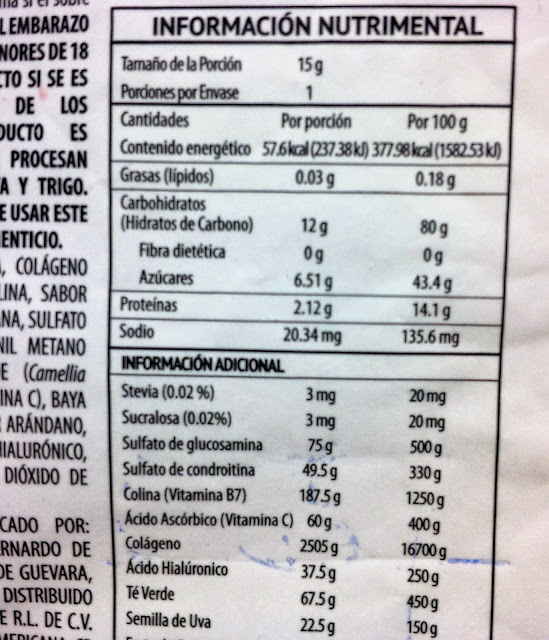 L EMBARAZO
NORES DE 18
CTO SI SE ES
DE LOS
DUCTO ES
PROCESAN
A Y TRIGO.
E USAR ESTE
ENTICIO.
, COLÁGENO
LINA, SABOR
NA, SULFATO
NIL METANO
E (Camellia
INA C), BAYA
ARÁNDANO,
HIALURÓNICO,
DIÓXIDO DE
CADO POR:
ERNARDO DE
DE GUEVARA,
DISTRIBUIDO
E R.L. DE C.V.
INFORMACIÓN NUTRIMENTAL
Tamaño de la Porción 15 g
Porciones por Envase 1
Cantidades Por porción Por 100 g
Contenido energético 57.6 kcal (237.38 kJ) 377.98 kcal (1582.53 kJ)
Grasas (lípidos) 0.03 g 0.18 g
Carbohidratos
(Hidratos de Carbono) 12 g 80 g
Fibra dietética 0 g 0 g
Azúcares 6.51 g 43.4 g
Proteínas 2.12 g 14.1 g
Sodio 20.34 mg 135.6 mg
INFORMACIÓN ADICIONAL
Stevia (0.02 %) 3 mg 20 mg
Sucralosa (0.02%) 3 mg 20 mg
Sulfato de glucosamina 75 g 500 g
Sulfato de condroitina 49.5 g 330 g
Colina (Vitamina B7) 187.5 g 1250 g
Ácido Ascórbico (Vitamina C) 60 g 400 g
Colágeno 2505 g 16700 g
Ácido Hialúronico 37.5 g 250 g
Té Verde 67.5 g 450 g
Semilla de Uva 22.5 g 150 g